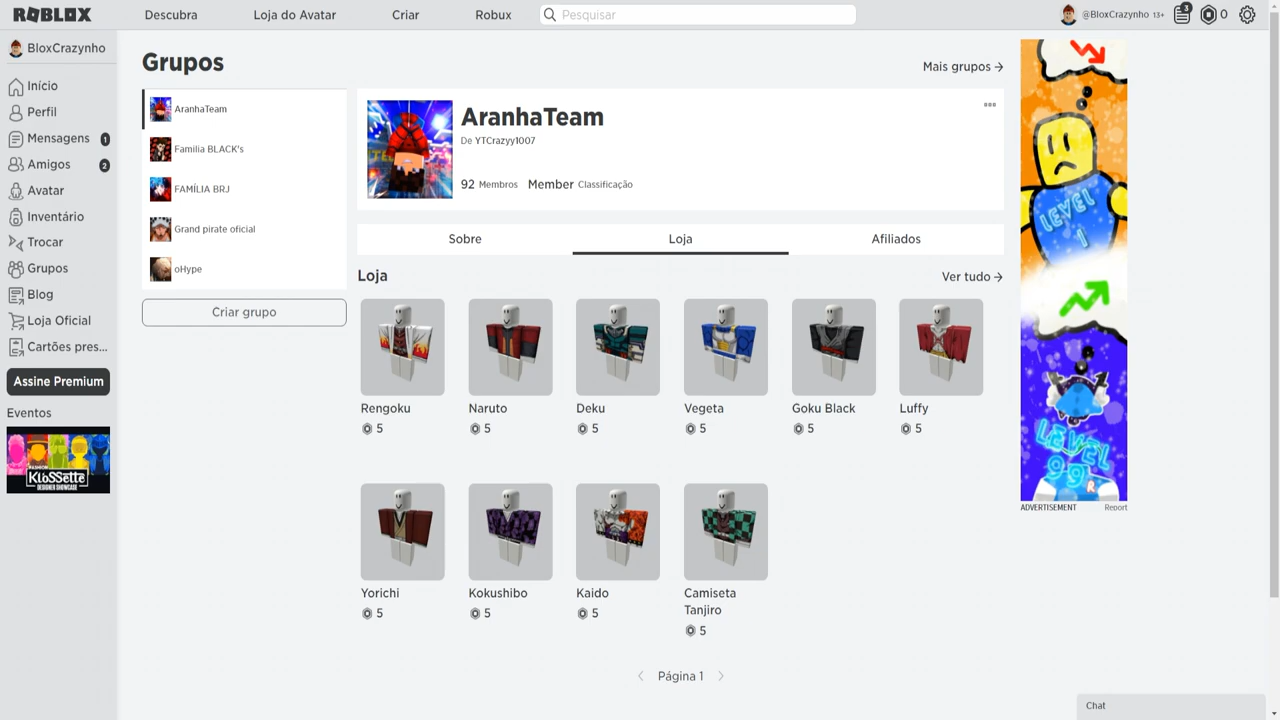 ROBLOX
Descubra
Loja do Avatar
Criar
Robux
Pesquisar
@BloxCrazynho 13+
3
0
BloxCrazynho
Início
Perfil
Mensagens 1
Amigos 2
Avatar
Inventário
Trocar
Grupos
Blog
Loja Oficial
Cartões pres...
Assine Premium
Eventos
FASHION
KLOSSETTE
DESIGNER SHOWCASE
Grupos
Mais grupos
AranhaTeam
Familia BLACK's
FAMÍLIA BRJ
Grand pirate oficial
oHype
Criar grupo
AranhaTeam
De YTCrazyy1007
92 Membros Member Classificação
Sobre
Loja
Afiliados
Loja
Ver tudo
Rengoku
5
Naruto
5
Deku
5
Vegeta
5
Goku Black
5
Luffy
5
Yorichi
5
Kokushibo
5
Kaido
5
Camiseta
Tanjiro
5
Página 1
LEVEL
1
LEVEL
99
ADVERTISEMENT
Report
Chat